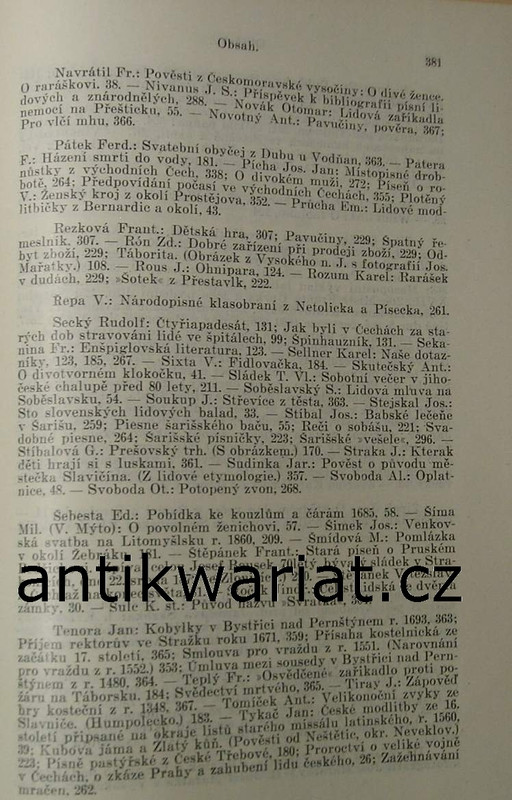 Obsah.
381
Navrátil Fr.: Pověsti z Českomoravské vysočiny: O divé žence.
O raráškovi. 38. — Nivanus J. S.: Příspěvek k bibliografii písní li-
dových a znárodnělých, 288. — Novák Otomar: Lidová zaříkadla
nemocí na Přešticku, 55. — Novotný Ant.: Pavučiny, pověra, 367;
Pro vlčí mhu, 366.
Pátek Ferd.: Svatební obyčej z Dubu u Vodňan, 363. — Patera
F.: Házení smrti do vody, 181. — Pícha Jos. Jan: Místopisné drob-
nůstky z východních Čech, 338; O divokém muži, 272; Píseň o ro-
botě, 264; Předpovídání počasí ve východních Čechách, 355; Plotěný
V.: Ženský kroj z okolí Prostějova, 352. — Průcha Em.: Lidové mod-
litbičky z Bernardic a okolí, 43.
Rezková Frant.: Dětská hra, 307; Pavučiny, 229; Špatný ře-
meslník, 307. — Rón Zd.: Dobré zařízení při prodeji zboží, 229; Od-
byt zboží, 229; Táborita. (Obrázek z Vysokého n. J. s fotografií Jos.
Mařatky.) 108. — Rous J.: Ohnipara, 124. — Rozum Karel: Rarášek
v dudách, 229; »Šotek« z Přestavlk, 222.
Řepa V.: Národopisné klasobraní z Netolicka a Písecka, 261.
Secký Rudolf: Čtyřiapadesát, 131; Jak byli v Čechách za sta-
rých dob stravováni lidé ve špitálech, 99; Špinhauzník, 131. — Seka-
nina Fr.: Enšpiglovská literatura, 123. — Sellner Karel: Naše dotaz-
níky, 123, 185, 267. — Sixta V.: Fidlovačka, 184. — Skutečský Ant.:
O divotvorném klokočku, 41. — Sládek T. Vl.: Sobotní večer v jiho-
české chalupě před 80 lety, 211. — Soběslavský S.: Lidová mluva na
Soběslavsku, 54. — Soukup J.: Střevíce z těsta, 363. — Stejskal Jos.:
Sto slovenských lidových balad, 33. — Stibal Jos.: Babské lečeňe
v Šarišu, 259; Piesne šarišského baču, 55; Reči o sobášu, 221; Sva-
dobné piesne, 264; Šarišské písničky, 223; Šarišské »veśele«, 296. —
Stibalová G.: Prešovský trh. (S obrázkem.) 170. — Straka J.: Kterak
děti hrají si s luskami, 361. — Sudinka Jar.: Pověst o původu mě-
stečka Slavičína. (Z lidové etymologie.) 357. — Svoboda Al.: Oplat-
nice, 48. — Svoboda Ot.: Potopený zvon, 268.
Šebesta Ed.: Pobídka ke kouzlům a čárám 1685, 58. — Šíma
Mil. (V. Mýto): O povolném ženichovi, 57. — Šimek Jos.: Venkov-
ská svatba na Litomyšlsku r. 1860, 209. — Šmídová M.: Pomlázka
v okolí Žebráku, 181. — Štěpánek Frant.: Stará píseň o Pruském
antikwariat.cz
zámky, 30. — Šulc K. st.: Původ názvu »Svratka«,
Tenora Jan: Kobylky v Bystřici nad Pernštýnem r. 1693, 363;
Příjem rektorův ve Stražku roku 1671, 359; Přísaha kostelnická ze
začátku 17. století, 365; Smlouva pro vraždu z r. 1551. (Narovnání
pro vraždu z r. 1552.) 353; Úmluva mezi sousedy v Bystřici nad Pern-
štýnem z r. 1480, 364. — Teplý Fr.: »Osvědčené« zaříkadlo proti po-
žáru na Táborsku, 184; Svědectví mrtvého, 365. — Tiray J.: Zápověď
hry kostební z r. 1348, 367. — Tomíček Ant.: Velikonoční zvyky ze
Slavníče. (Humpolecko.) 183. — Tykač Jan: České modlitby ze 16.
století připsané na okraje listů starého missálu latinského, r. 1560,
39; Kubova jáma a Zlatý kůň. (Pověsti od Neštětic, okr. Neveklov.)
223; Písně pastýřské z České Třebové, 180; Proroctví o veliké vojně
v Čechách, o zkáze Prahy a zahubení lidu českého, 26; Zažehnávání
mračen, 262.